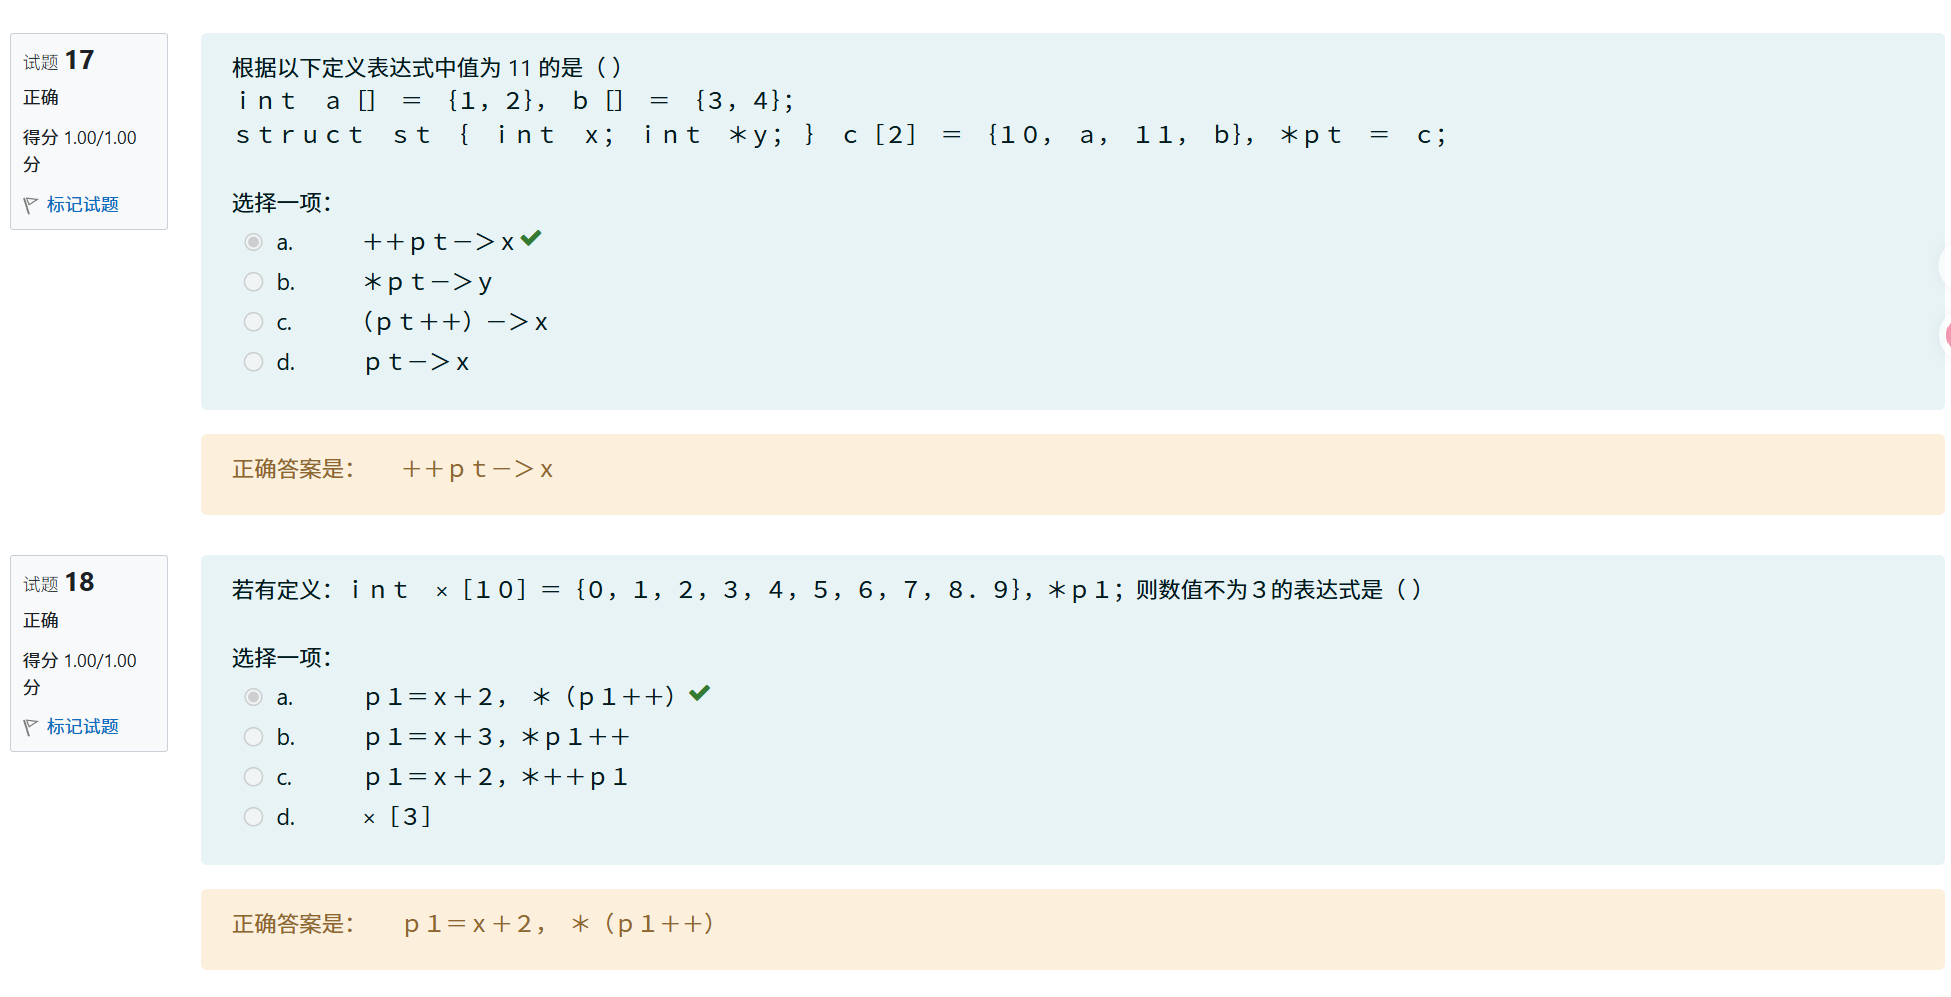 试题 17
正确
得分 1.00/1.00
分
标记试题
根据以下定义表达式中值为 11 的是（ ）
ｉｎｔ　ａ［］　＝　｛１，２｝，　ｂ［］　＝　｛３，４｝；
ｓｔｒｕｃｔ　ｓｔ　｛　ｉｎｔ　ｘ；　ｉｎｔ　＊ｙ；　｝　ｃ［２］　＝　｛１０，　ａ，　１１，　ｂ｝，　＊ｐｔ　＝　ｃ；
选择一项：
a. ＋＋ｐｔ－＞ｘ
b. ＊ｐｔ－＞ｙ
c. （ｐｔ＋＋）－＞ｘ
d. ｐｔ－＞ｘ
正确答案是： ＋＋ｐｔ－＞ｘ
试题 18
正确
得分 1.00/1.00
分
标记试题
若有定义：ｉｎｔ　×［１０］＝｛０，１，２，３，４，５，６，７，８．９｝，＊ｐ１；则数值不为３的表达式是（ ）
选择一项：
a. ｐ１＝ｘ＋２，　＊（ｐ１＋＋）
b. ｐ１＝ｘ＋３，＊ｐ１＋＋
c. ｐ１＝ｘ＋２，＊＋＋ｐ１
d. ×［３］
正确答案是： ｐ１＝ｘ＋２，　＊（ｐ１＋＋）